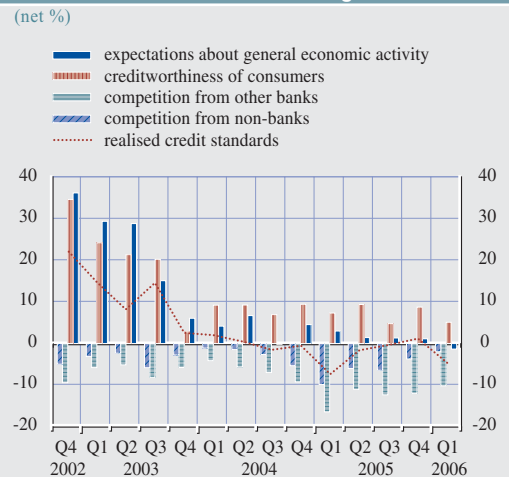 (net %)
expectations about general economic activity
creditworthiness of consumers
competition from other banks
competition from non-banks
realised credit standards
40 40
30 30
20 20
10 10
0 0
-10 -10
-20 -20
Q4 Q1 Q2 Q3 Q4 Q1 Q2 Q3 Q4 Q1 Q2 Q3 Q4 Q1
2002 2003 2004 2005 2006